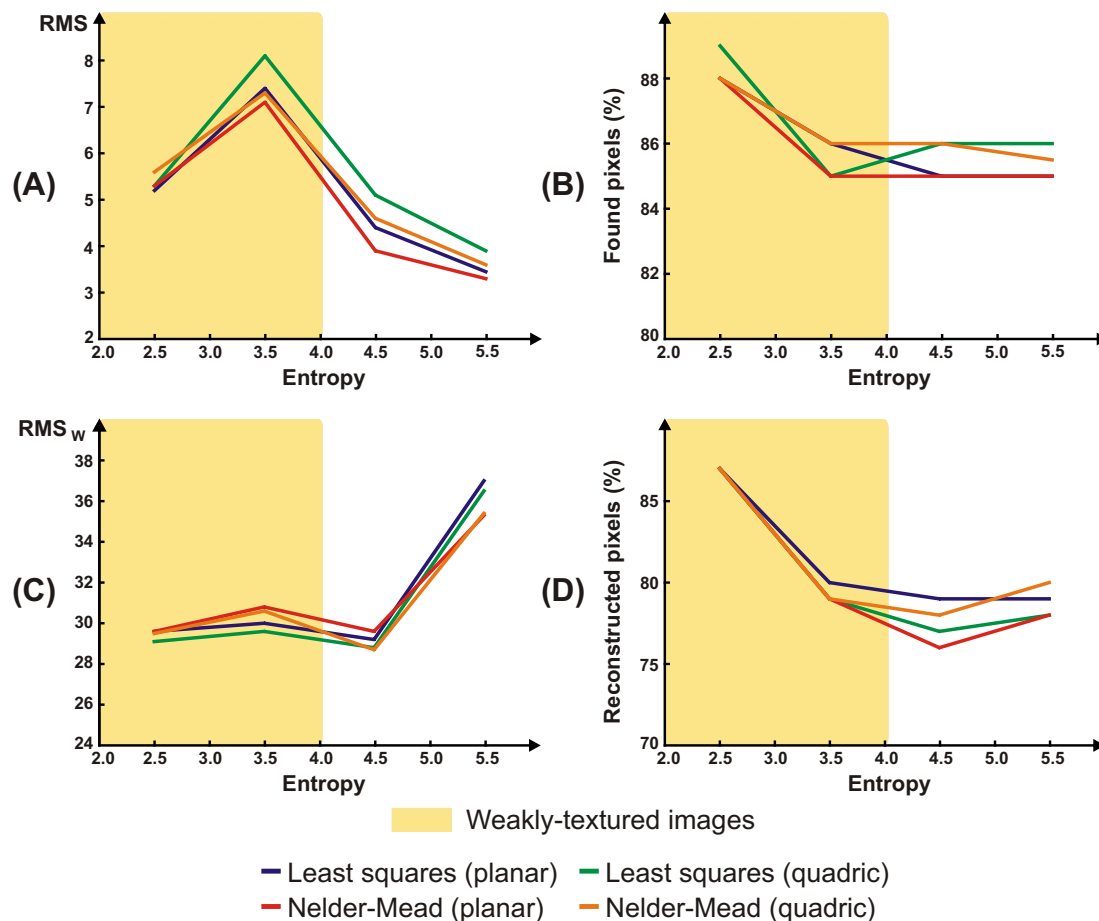 RMS
8
7
6
5
4
3
2
2.0 2.5 3.0 3.5 4.0 4.5 5.0 5.5
Entropy
(A)
Found pixels (%)
88
86
84
82
80
2.0 2.5 3.0 3.5 4.0 4.5 5.0 5.5
Entropy
(B)
RMS W
38
36
34
32
30
28
26
24
2.0 2.5 3.0 3.5 4.0 4.5 5.0 5.5
Entropy
(C)
Reconstructed pixels (%)
85
80
75
70
2.0 2.5 3.0 3.5 4.0 4.5 5.0 5.5
Entropy
(D)
Weakly-textured images
Least squares (planar) Least squares (quadric)
Nelder-Mead (planar) Nelder-Mead (quadric)